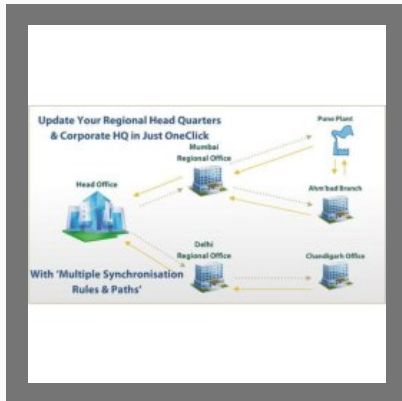 Update Your Regional Head Quarters
& Corporate HQ in Just OneClick
Pune Plant
Mumbai
Regional Office
Head Office
Ahm'bad Branch
Delhi
Regional Office
Chandigarh Office
With 'Multiple Synchronisation
Rules & Paths'